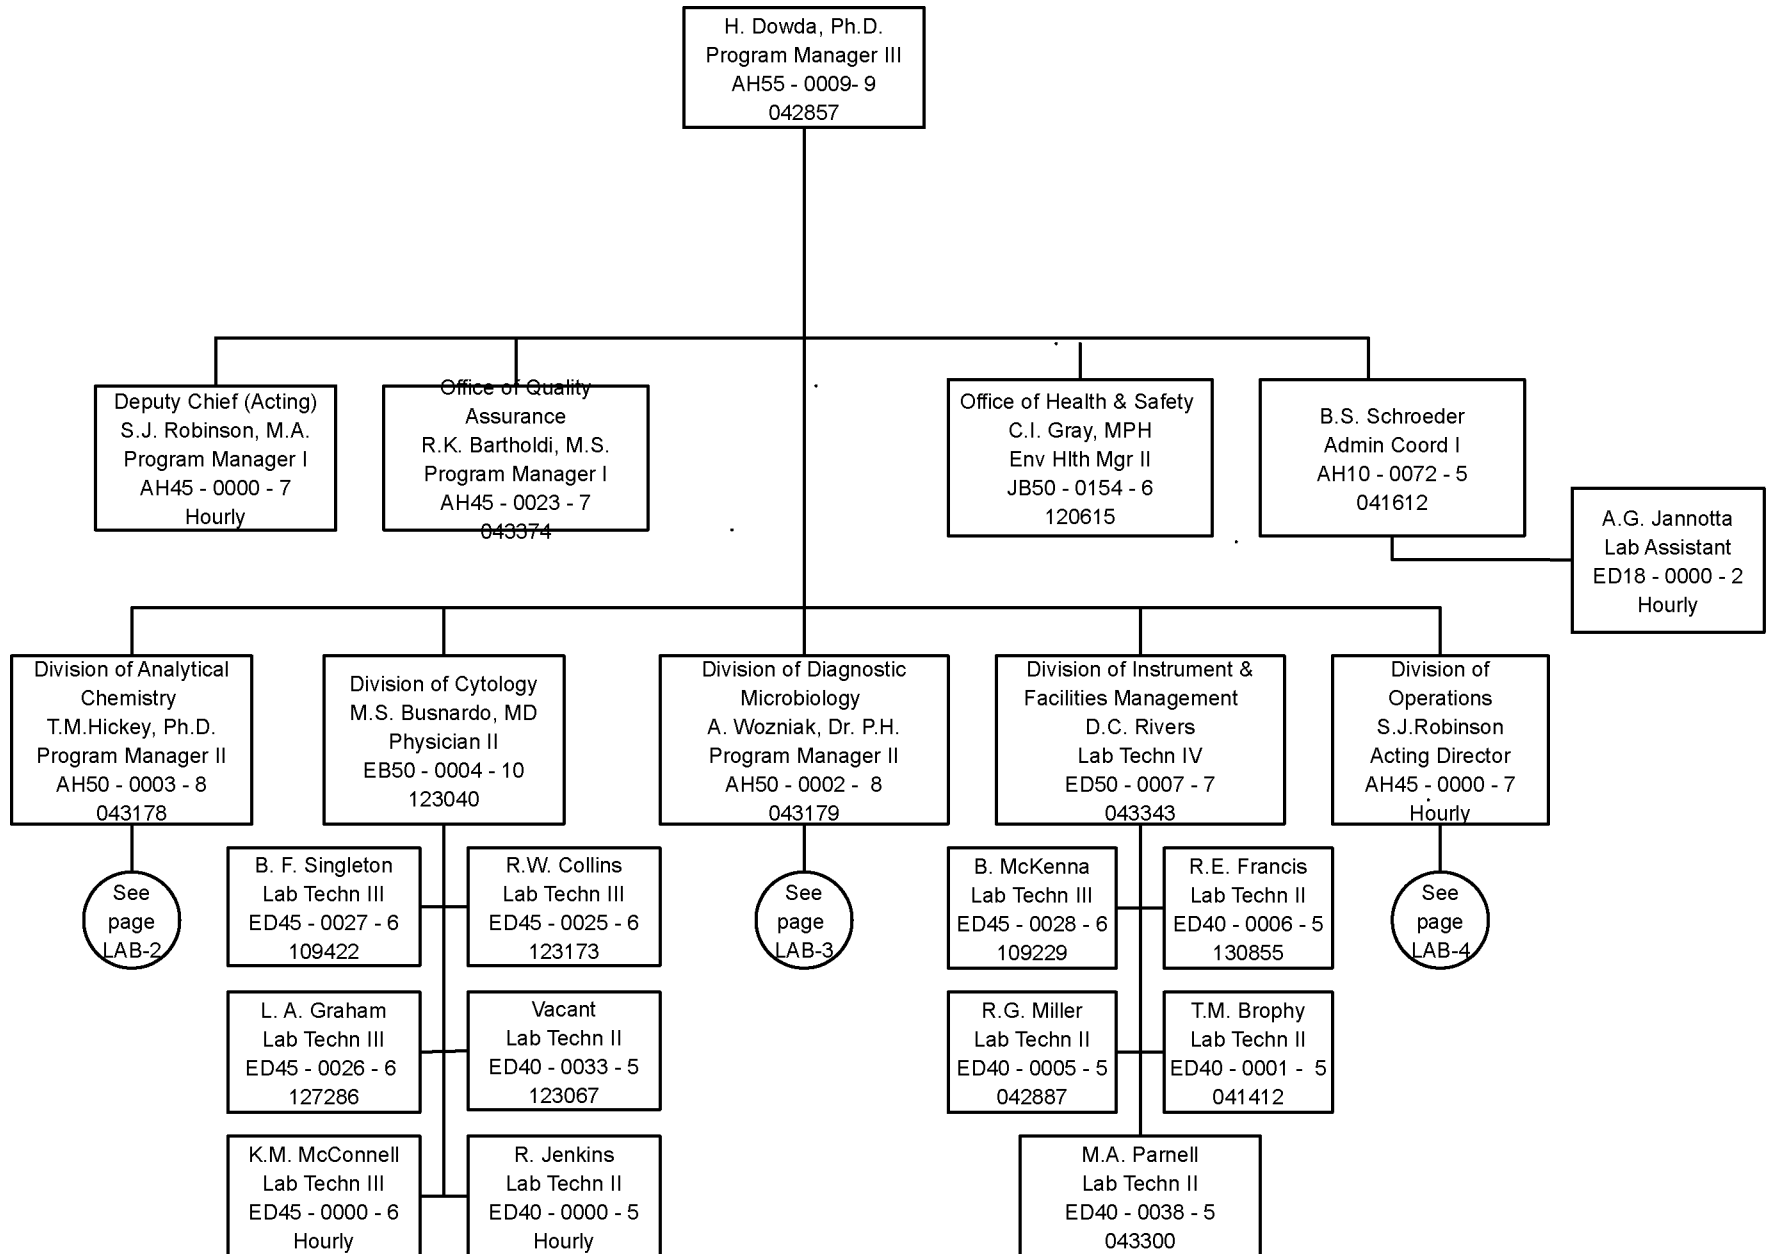 H. Dowda, Ph.D.
Program Manager III
AH55 - 0009- 9
042857
Deputy Chief (Acting)
S.J. Robinson, M.A.
Program Manager I
AH45 - 0000 - 7
Hourly
Office of Quality
Assurance
R.K. Bartholdi, M.S.
Program Manager I
AH45 - 0023 - 7
043374
Office of Health & Safety
C.I. Gray, MPH
Env Hlth Mgr II
JB50 - 0154 - 6
120615
B.S. Schroeder
Admin Coord I
AH10 - 0072 - 5
041612
A.G. Jannotta
Lab Assistant
ED18 - 0000 - 2
Hourly
Division of Analytical
Chemistry
T.M.Hickey, Ph.D.
Program Manager II
AH50 - 0003 - 8
043178
Division of Cytology
M.S. Busnardo, MD
Physician II
EB50 - 0004 - 10
123040
Division of Diagnostic
Microbiology
A. Wozniak, Dr. P.H.
Program Manager II
AH50 - 0002 - 8
043179
Division of Instrument &
Facilities Management
D.C. Rivers
Lab Techn IV
ED50 - 0007 - 7
043343
Division of
Operations
S.J.Robinson
Acting Director
AH45 - 0000 - 7
Hourly
See
page
LAB-2
B. F. Singleton
Lab Techn III
ED45 - 0027 - 6
109422
R.W. Collins
Lab Techn III
ED45 - 0025 - 6
123173
See
page
LAB-3
B. McKenna
Lab Techn III
ED45 - 0028 - 6
109229
R.E. Francis
Lab Techn II
ED40 - 0006 - 5
130855
See
page
LAB-4
L. A. Graham
Lab Techn III
ED45 - 0026 - 6
127286
Vacant
Lab Techn II
ED40 - 0033 - 5
123067
R.G. Miller
Lab Techn II
ED40 - 0005 - 5
042887
T.M. Brophy
Lab Techn II
ED40 - 0001 - 5
041412
K.M. McConnell
Lab Techn III
ED45 - 0000 - 6
Hourly
R. Jenkins
Lab Techn II
ED40 - 0000 - 5
Hourly
M.A. Parnell
Lab Techn II
ED40 - 0038 - 5
043300